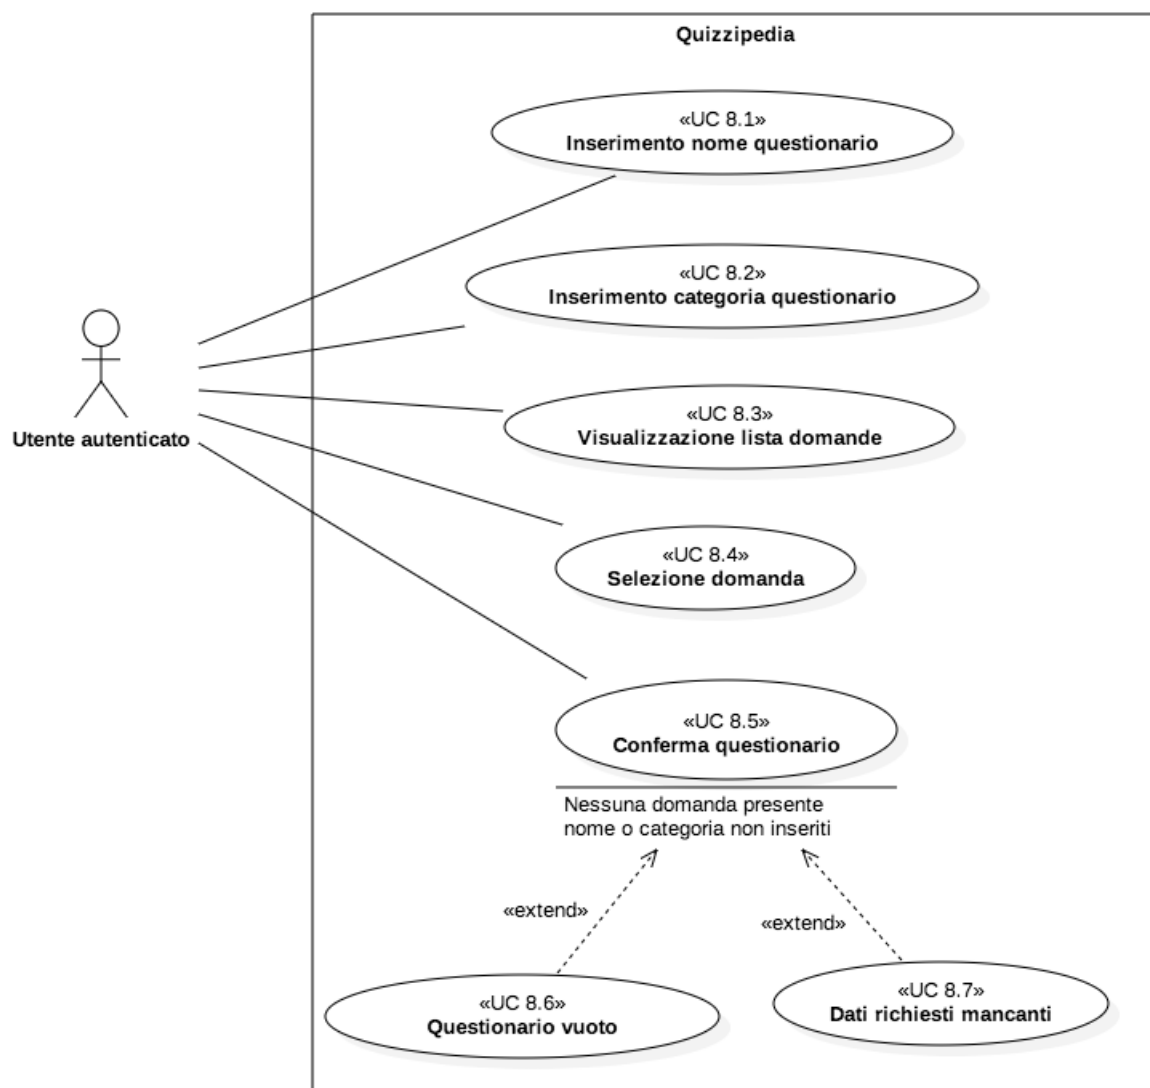 Quizzipedia
«UC 8.1»
Inserimento nome questionario
«UC 8.2»
Inserimento categoria questionario
«UC 8.3»
Visualizzazione lista domande
Utente autenticato
«UC 8.4»
Selezione domanda
«UC 8.5»
Conferma questionario
Nessuna domanda presente
nome o categoria non inseriti
«extend»
«extend»
«UC 8.6»
Questionario vuoto
«UC 8.7»
Dati richiesti mancanti